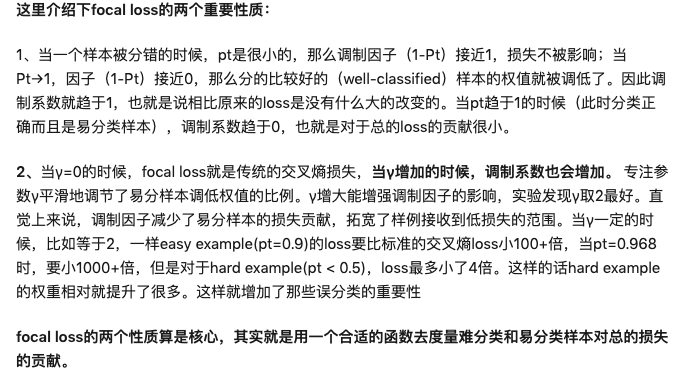 这里介绍下focal loss的两个重要性质：
1、当一个样本被分错的时候，pt是很小的，那么调制因子（1-Pt）接近1，损失不被影响；当
Pt→1，因子（1-Pt）接近0，那么分的比较好的（well-classified）样本的权值就被调低了。因此调
制系数就趋于1，也就是说相比原来的loss是没有什么大的改变的。当pt趋于1的时候（此时分类正
确而且是易分类样本），调制系数趋于0，也就是对于总的loss的贡献很小。
2、当γ=0的时候，focal loss就是传统的交叉熵损失，当γ增加的时候，调制系数也会增加。 专注参
数γ平滑地调节了易分样本调低权值的比例。γ增大能增强调制因子的影响，实验发现γ取2最好。直
觉上来说，调制因子减少了易分样本的损失贡献，拓宽了样例接收到低损失的范围。当γ一定的时
候，比如等于2，一样easy example(pt=0.9)的loss要比标准的交叉熵loss小100+倍，当pt=0.968
时，要小1000+倍，但是对于hard example(pt < 0.5)，loss最多小了4倍。这样的话hard example
的权重相对就提升了很多。这样就增加了那些误分类的重要性
focal loss的两个性质算是核心，其实就是用一个合适的函数去度量难分类和易分类样本对总的损失
的贡献。